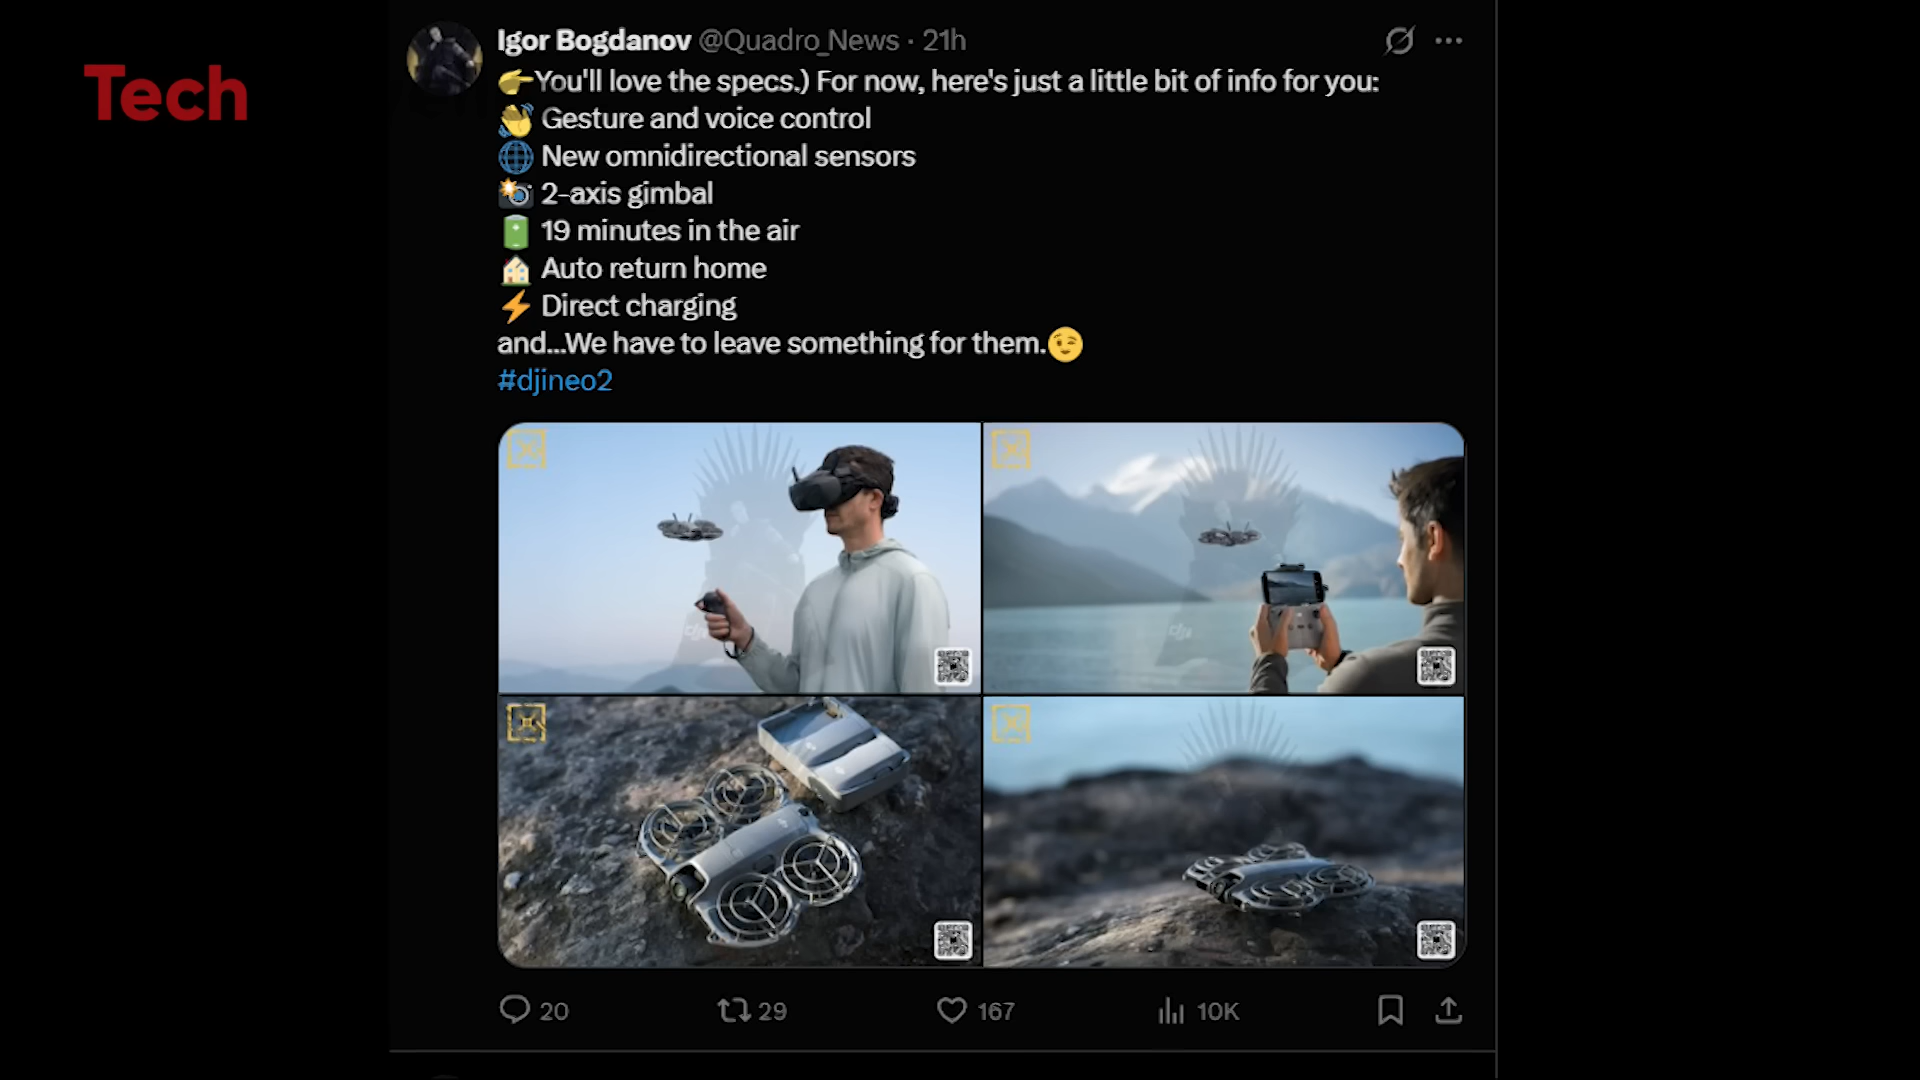 Tech
Igor Bogdanov @Quadro_News · 21h
👉You'll love the specs.) For now, here's just a little bit of info for you:
👋 Gesture and voice control
🌐 New omnidirectional sensors
📸 2-axis gimbal
🔋 19 minutes in the air
🏠 Auto return home
⚡ Direct charging
and...We have to leave something for them.😉
#djineo2
dji
dji
20 29 167 10K